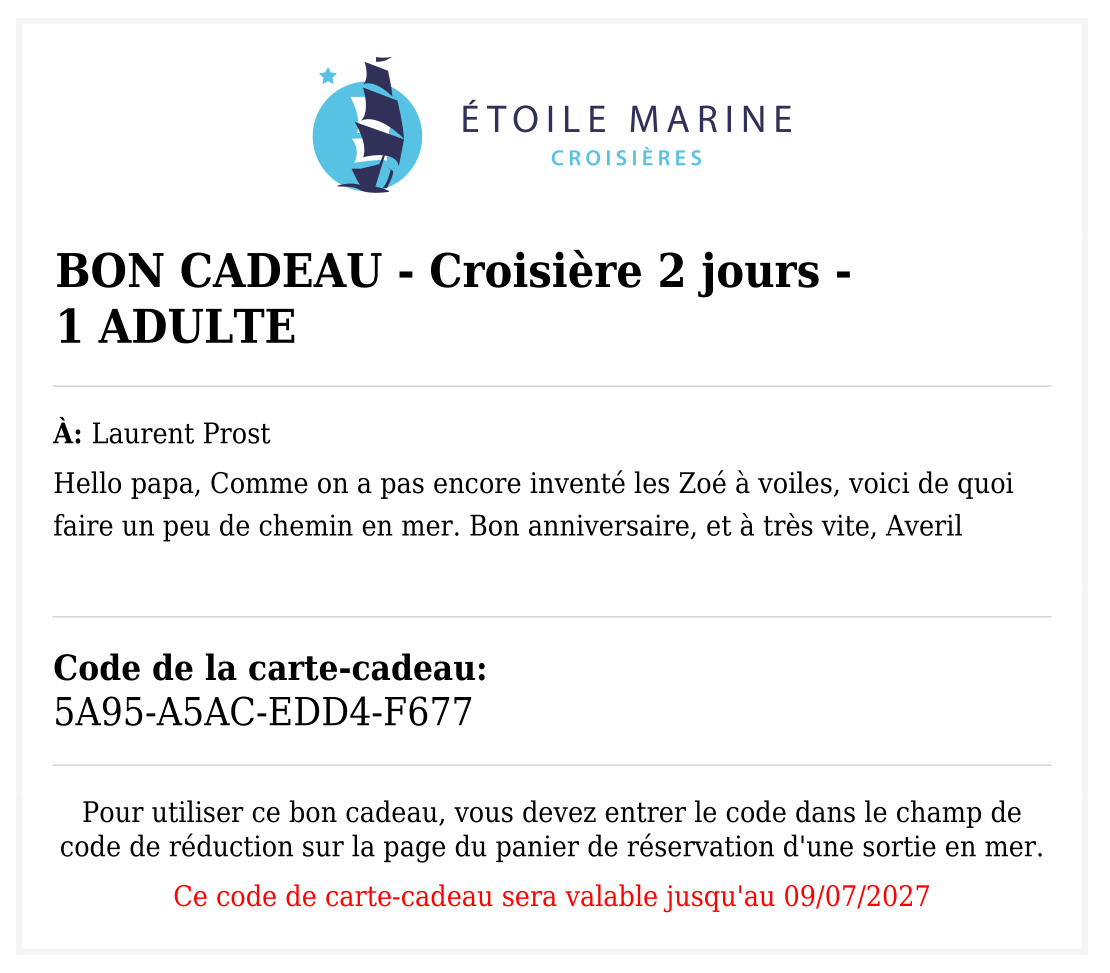 ÉTOILE MARINE
CROISIÈRES
BON CADEAU - Croisière 2 jours -
1 ADULTE
À: Laurent Prost
Hello papa, Comme on a pas encore inventé les Zoé à voiles, voici de quoi
faire un peu de chemin en mer. Bon anniversaire, et à très vite, Averil
Code de la carte-cadeau:
5A95-A5AC-EDD4-F677
Pour utiliser ce bon cadeau, vous devez entrer le code dans le champ de
code de réduction sur la page du panier de réservation d'une sortie en mer.
Ce code de carte-cadeau sera valable jusqu'au 09/07/2027